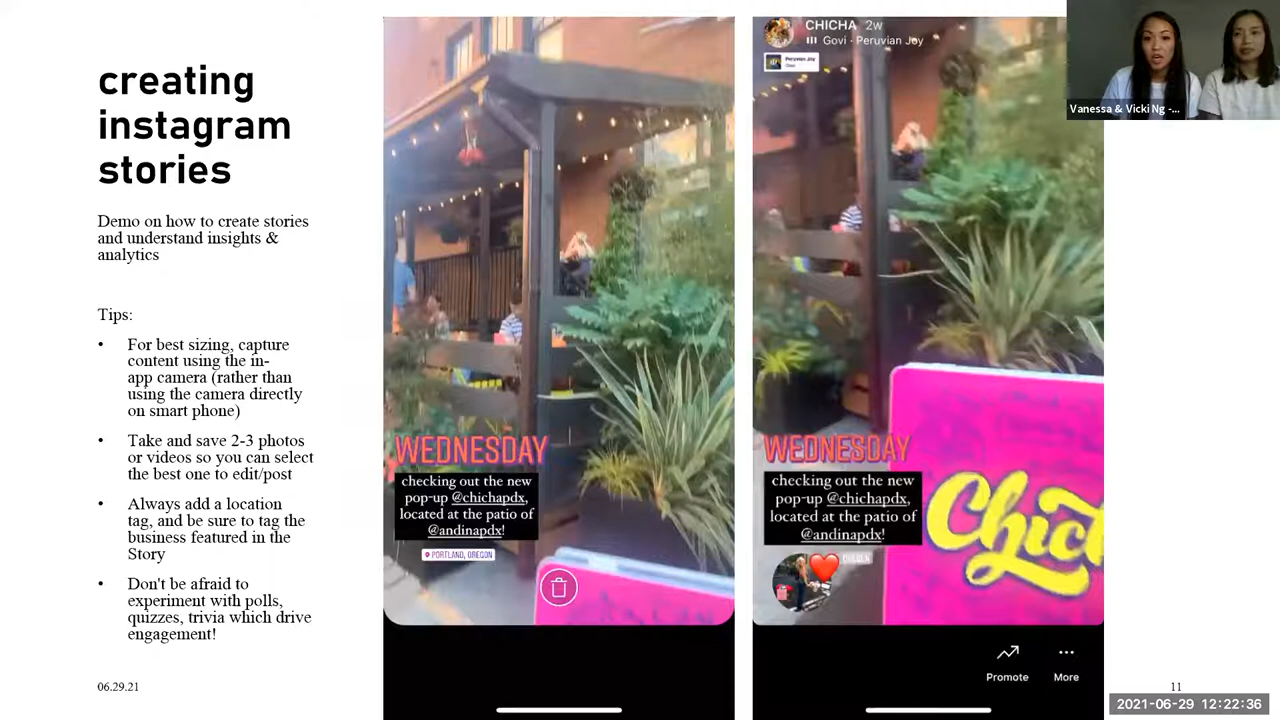 creating
instagram
stories
Demo on how to create stories
and understand insights &
analytics
Tips:
• For best sizing, capture
content using the in-
app camera (rather than
using the camera directly
on smart phone)
• Take and save 2-3 photos
or videos so you can select
the best one to edit/post
• Always add a location
tag, and be sure to tag the
business featured in the
Story
• Don't be afraid to
experiment with polls,
quizzes, trivia which drive
engagement!
06.29.21
WEDNESDAY
checking out the new
pop-up @chichapdx,
located at the patio of
@andinapdx!
PORTLAND, OREGON
CHICHA 2w
Govi · Peruvian Joy
Peruvian Joy
Govi
WEDNESDAY
checking out the new
pop-up @chichapdx,
located at the patio of
@andinapdx!
Promote
More
Vanessa & Vicki Ng -...
11
2021-06-29 12:22:36